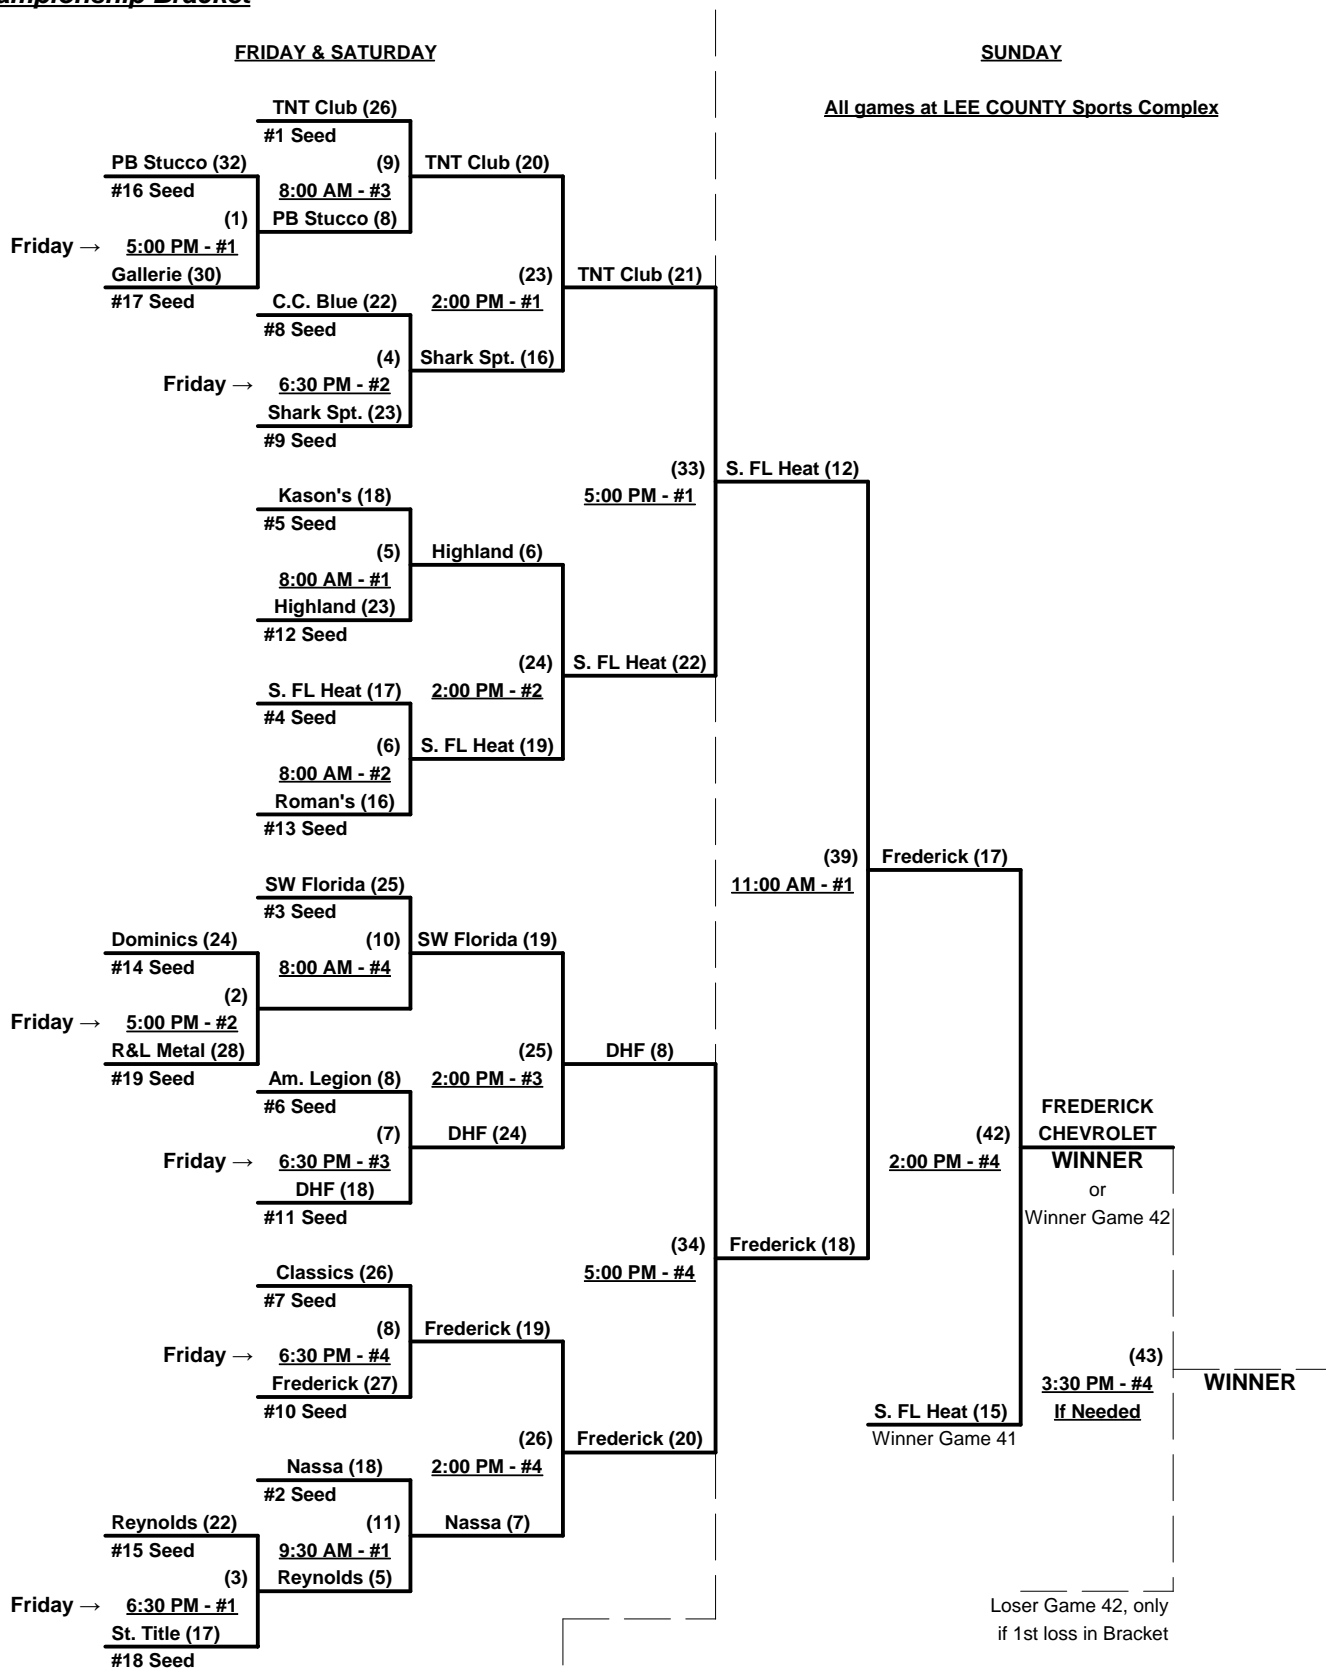 ampionship Bracket
FRIDAY & SATURDAY
SUNDAY
TNT Club (26)
All games at LEE COUNTY Sports Complex
#1 Seed
PB Stucco (32)
(9)
TNT Club (20)
#16 Seed
8:00 AM - #3
(1)
PB Stucco (8)
Friday →
5:00 PM - #1
Gallerie (30)
(23)
TNT Club (21)
#17 Seed
C.C. Blue (22)
2:00 PM - #1
#8 Seed
(4)
Shark Spt. (16)
Friday →
6:30 PM - #2
Shark Spt. (23)
#9 Seed
(33)
S. FL Heat (12)
Kason's (18)
5:00 PM - #1
#5 Seed
(5)
Highland (6)
8:00 AM - #1
Highland (23)
#12 Seed
(24)
S. FL Heat (22)
S. FL Heat (17)
2:00 PM - #2
#4 Seed
(6)
S. FL Heat (19)
8:00 AM - #2
Roman's (16)
#13 Seed
(39)
Frederick (17)
SW Florida (25)
11:00 AM - #1
#3 Seed
Dominics (24)
(10)
SW Florida (19)
#14 Seed
8:00 AM - #4
(2)
Friday →
5:00 PM - #2
R&L Metal (28)
(25)
DHF (8)
#19 Seed
Am. Legion (8)
2:00 PM - #3
#6 Seed
FREDERICK
(7)
DHF (24)
(42)
CHEVROLET
Friday →
6:30 PM - #3
2:00 PM - #4
WINNER
DHF (18)
or
#11 Seed
Winner Game 42
(34)
Frederick (18)
Classics (26)
5:00 PM - #4
#7 Seed
(8)
Frederick (19)
Friday →
6:30 PM - #4
(43)
Frederick (27)
3:30 PM - #4
WINNER
#10 Seed
S. FL Heat (15)
If Needed
(26)
Frederick (20)
Winner Game 41
Nassa (18)
2:00 PM - #4
#2 Seed
Reynolds (22)
(11)
Nassa (7)
#15 Seed
9:30 AM - #1
(3)
Reynolds (5)
Friday →
6:30 PM - #1
Loser Game 42, only
St. Title (17)
if 1st loss in Bracket
#18 Seed